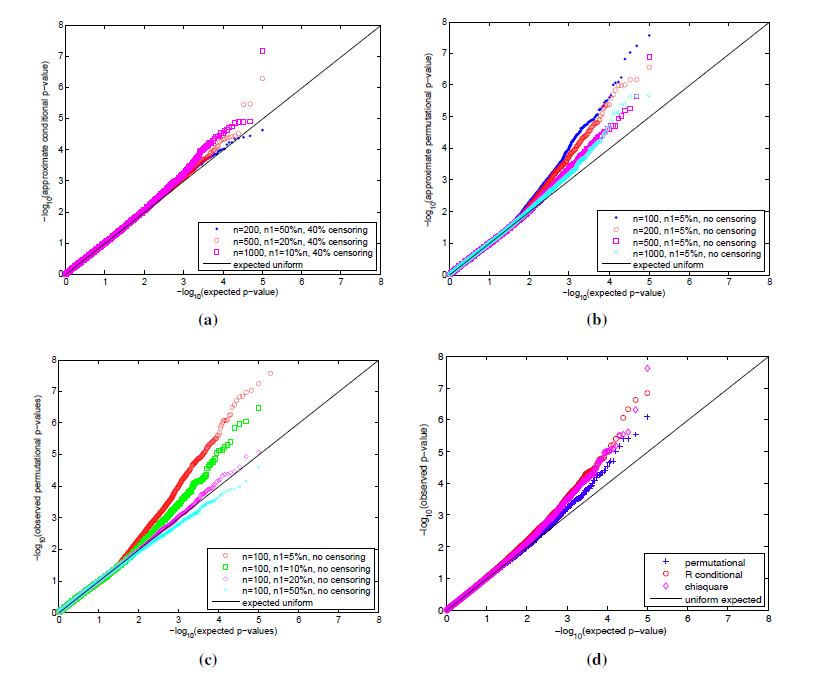 (a)
8
7
6
5
4
3
2
1
0
0 1 2 3 4 5 6 7 8
−log10(approximate conditional p−value)
−log10(expected p−value)
n=200, n1=50%n, 40% censoring
n=500, n1=20%n, 40% censoring
n=1000, n1=10%n, 40% censoring
expected uniform
(b)
8
7
6
5
4
3
2
1
0
0 1 2 3 4 5 6 7 8
−log10(approximate permutational p−value)
−log10(expected p−value)
n=100, n1=5%n, no censoring
n=200, n1=5%n, no censoring
n=500, n1=5%n, no censoring
n=1000, n1=5%n, no censoring
expected uniform
(c)
8
7
6
5
4
3
2
1
0
0 1 2 3 4 5 6 7 8
−log10(observed permutational p−values)
−log10(expected p−values)
n=100, n1=5%n, no censoring
n=100, n1=10%n, no censoring
n=100, n1=20%n, no censoring
n=100, n1=50%n, no censoring
expected uniform
(d)
8
7
6
5
4
3
2
1
0
0 1 2 3 4 5 6 7 8
−log10(observed p−value)
−log10(expected p−value)
permutational
R conditional
chisquare
uniform expected